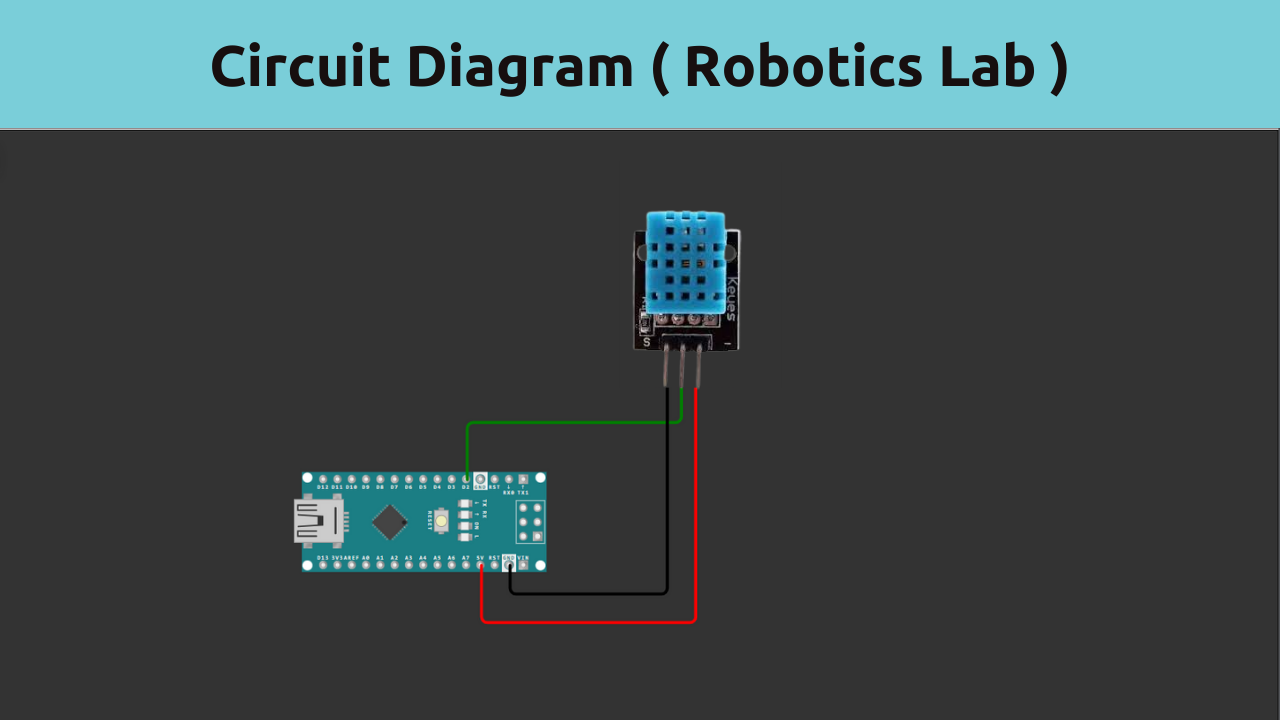 Circuit Diagram ( Robotics Lab )
Keyes
S
-
D12 D11 D10 D9 D8 D7 D6 D5 D4 D3 D2 GND RST ↓ ↑
RX0 TX1
RESET
TX RX ON L
D13 3V3 AREF A0 A1 A2 A3 A4 A5 A6 A7 5V RST GND VIN